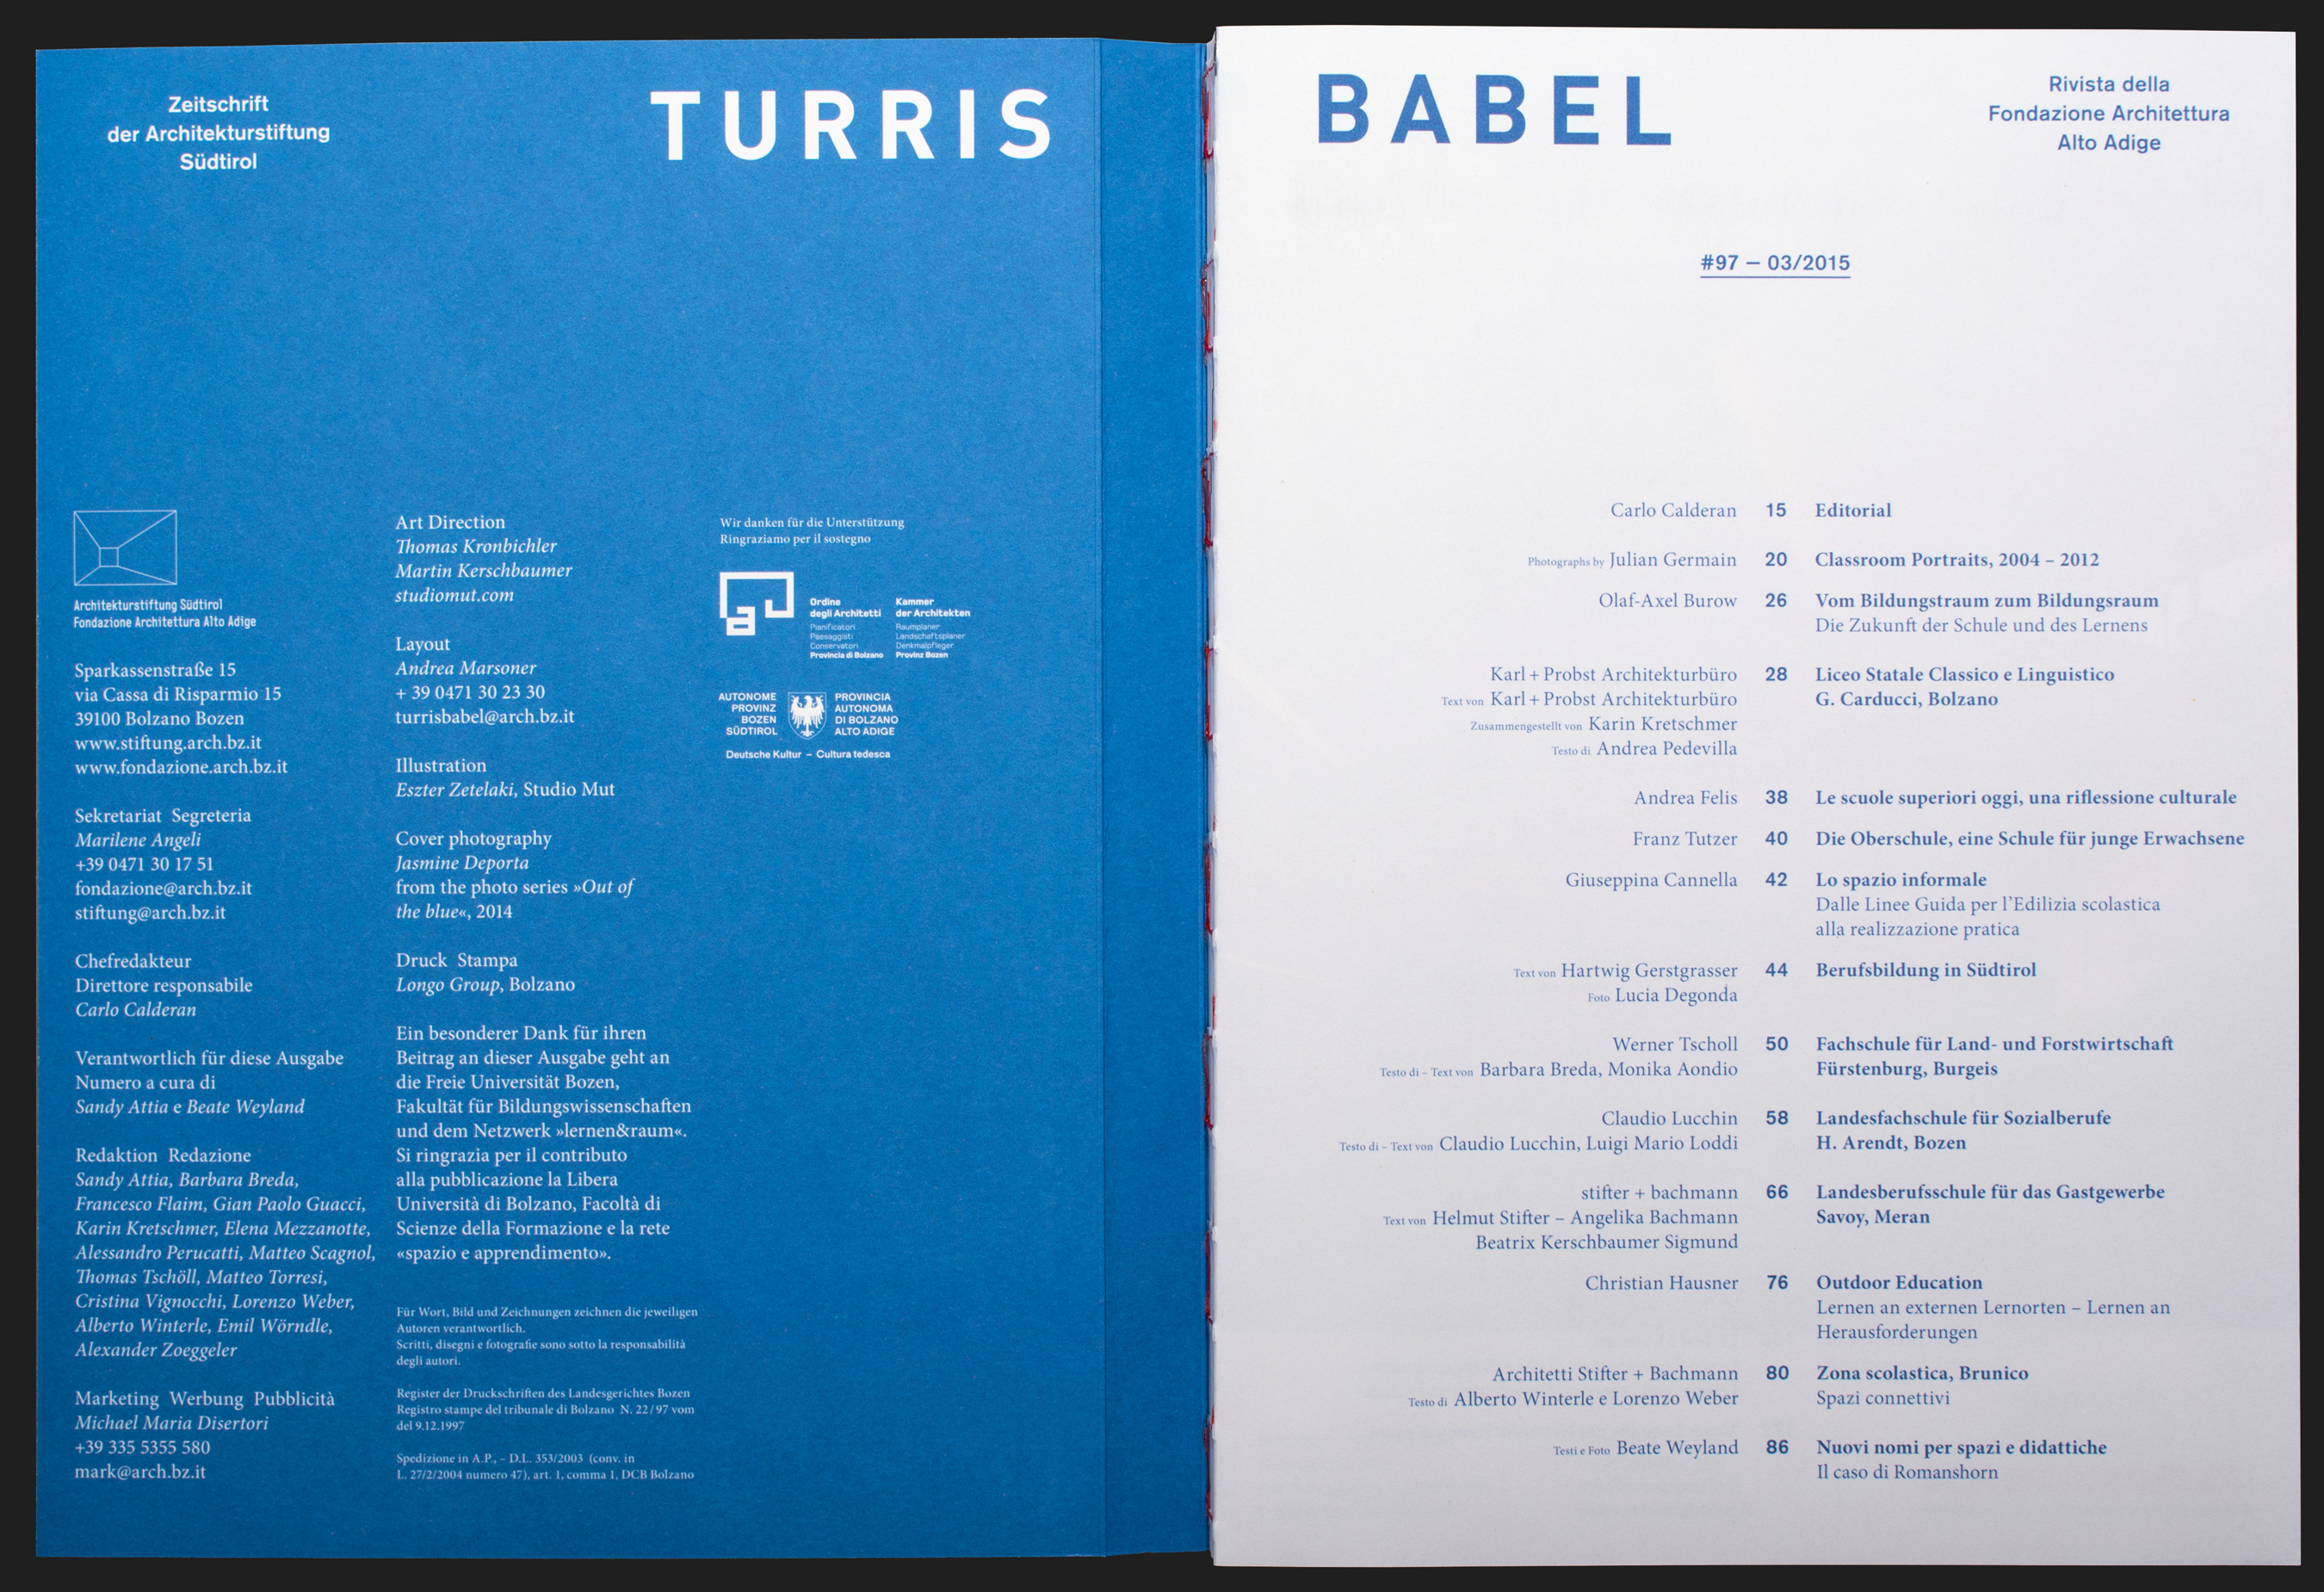 Zeitschrift
der Architekturstiftung
Südtirol
TURRIS
Architekturstiftung Südtirol
Fondazione Architettura Alto Adige
Sparkassenstraße 15
via Cassa di Risparmio 15
39100 Bolzano Bozen
www.stiftung.arch.bz.it
www.fondazione.arch.bz.it
Sekretariat Segreteria
Marilene Angeli
+39 0471 30 17 51
fondazione@arch.bz.it
stiftung@arch.bz.it
Chefredakteur
Direttore responsabile
Carlo Calderan
Verantwortlich für diese Ausgabe
Numero a cura di
Sandy Attia e Beate Weyland
Redaktion Redazione
Sandy Attia, Barbara Breda,
Francesco Flaim, Gian Paolo Guacci,
Karin Kretschmer, Elena Mezzanotte,
Alessandro Perucatti, Matteo Scagnol,
Thomas Tschöll, Matteo Torresi,
Cristina Vignocchi, Lorenzo Weber,
Alberto Winterle, Emil Wörndle,
Alexander Zoeggeler
Marketing Werbung Pubblicità
Michael Maria Disertori
+39 335 5355 580
mark@arch.bz.it
Art Direction
Thomas Kronbichler
Martin Kerschbaumer
studiomut.com
Layout
Andrea Marsoner
+ 39 0471 30 23 30
turrisbabel@arch.bz.it
Illustration
Eszter Zetelaki, Studio Mut
Cover photography
Jasmine Deporta
from the photo series »Out of
the blue«, 2014
Druck Stampa
Longo Group, Bolzano
Ein besonderer Dank für ihren
Beitrag an dieser Ausgabe geht an
die Freie Universität Bozen,
Fakultät für Bildungswissenschaften
und dem Netzwerk »lernen&raum«.
Si ringrazia per il contributo
alla pubblicazione la Libera
Università di Bolzano, Facoltà di
Scienze della Formazione e la rete
«spazio e apprendimento».
Für Wort, Bild und Zeichnungen zeichnen die jeweiligen
Autoren verantwortlich.
Scritti, disegni e fotografie sono sotto la responsabilità
degli autori.
Register der Druckschriften des Landesgerichtes Bozen
Registro stampe del tribunale di Bolzano N. 22/97 vom
del 9.12.1997
Spedizione in A.P., – D.L. 353/2003 (conv. in
L. 27/2/2004 numero 47), art. 1, comma 1, DCB Bolzano
Wir danken für die Unterstützung
Ringraziamo per il sostegno
Ordine
degli Architetti
Pianificatori
Paesaggisti
Conservatori
Provincia di Bolzano
Kammer
der Architekten
Raumplaner
Landschaftsplaner
Denkmalpfleger
Provinz Bozen
AUTONOME
PROVINZ
BOZEN
SÜDTIROL
PROVINCIA
AUTONOMA
DI BOLZANO
ALTO ADIGE
Deutsche Kultur – Cultura tedesca
BABEL
Rivista della
Fondazione Architettura
Alto Adige
#97 – 03/2015
Carlo Calderan 15 Editorial
Photographs by Julian Germain 20 Classroom Portraits, 2004 – 2012
Olaf-Axel Burow 26 Vom Bildungstraum zum Bildungsraum
Die Zukunft der Schule und des Lernens
Karl + Probst Architekturbüro 28 Liceo Statale Classico e Linguistico
Text von Karl + Probst Architekturbüro G. Carducci, Bolzano
Zusammengestellt von Karin Kretschmer
Testo di Andrea Pedevilla
Andrea Felis 38 Le scuole superiori oggi, una riflessione culturale
Franz Tutzer 40 Die Oberschule, eine Schule für junge Erwachsene
Giuseppina Cannella 42 Lo spazio informale
Dalle Linee Guida per l’Edilizia scolastica
alla realizzazione pratica
Text von Hartwig Gerstgrasser 44 Berufsbildung in Südtirol
Foto Lucia Degonda
Werner Tscholl 50 Fachschule für Land- und Forstwirtschaft
Testo di – Text von Barbara Breda, Monika Aondio Fürstenburg, Burgeis
Claudio Lucchin 58 Landesfachschule für Sozialberufe
Testo di – Text von Claudio Lucchin, Luigi Mario Loddi H. Arendt, Bozen
stifter + bachmann 66 Landesberufsschule für das Gastgewerbe
Text von Helmut Stifter – Angelika Bachmann Savoy, Meran
Beatrix Kerschbaumer Sigmund
Christian Hausner 76 Outdoor Education
Lernen an externen Lernorten – Lernen an
Herausforderungen
Architetti Stifter + Bachmann 80 Zona scolastica, Brunico
Testo di Alberto Winterle e Lorenzo Weber Spazi connettivi
Testi e Foto Beate Weyland 86 Nuovi nomi per spazi e didattiche
Il caso di Romanshorn